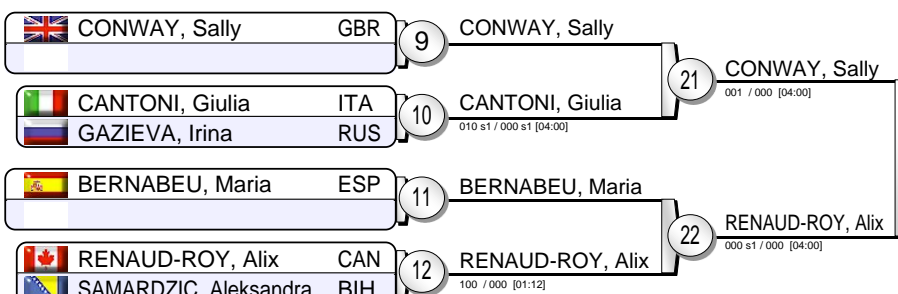 CONWAY, Sally GBR
9
CONWAY, Sally
21
CONWAY, Sally
001 / 000 [04:00]
CANTONI, Giulia ITA
GAZIEVA, Irina RUS
10
CANTONI, Giulia
010 s1 / 000 s1 [04:00]
BERNABEU, Maria ESP
11
BERNABEU, Maria
22
RENAUD-ROY, Alix
000 s1 / 000 [04:00]
RENAUD-ROY, Alix CAN
SAMARDZIC, Aleksandra BIH
12
RENAUD-ROY, Alix
100 / 000 [01:12]